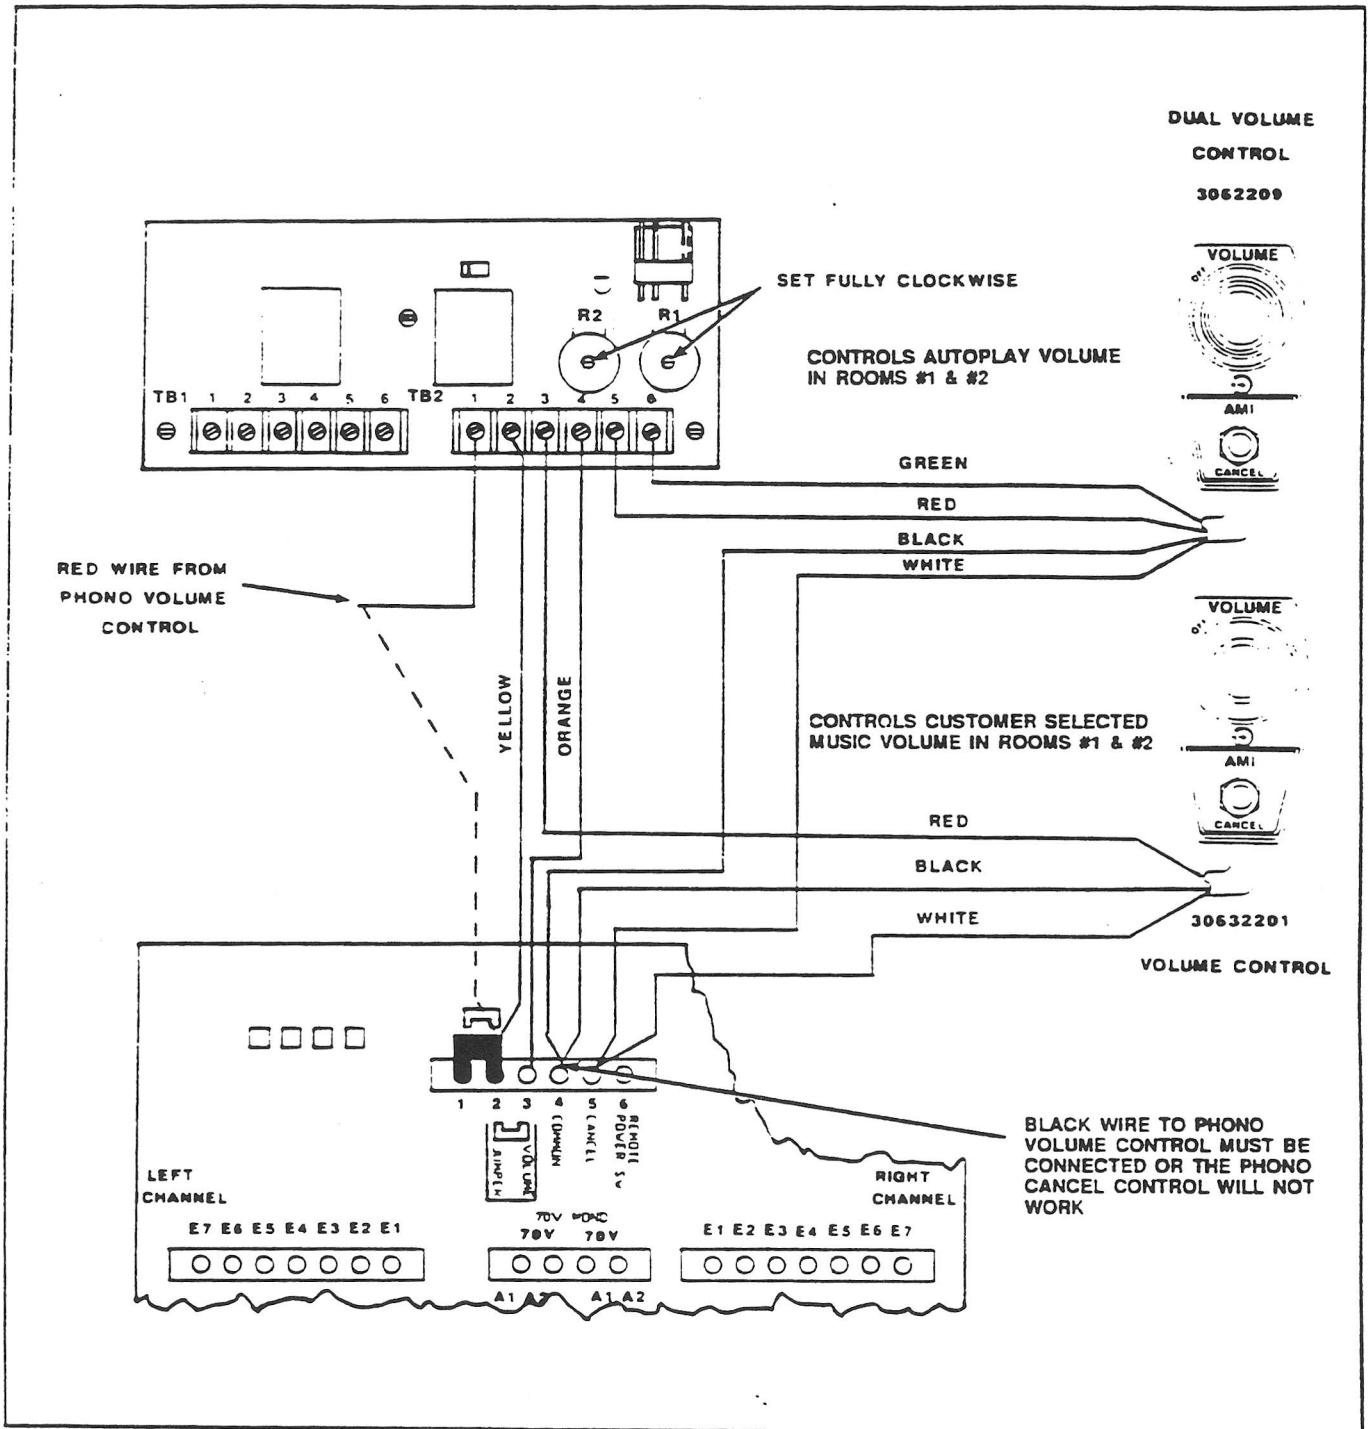 DUAL VOLUME
CONTROL
3062209
VOLUME
OFF
SET FULLY CLOCKWISE
R2 R1
CONTROLS AUTOPLAY VOLUME
IN ROOMS #1 & #2
TB1 1 2 3 4 5 6 TB2 1 2 3 4 5 6
AMI
CANCEL
GREEN
RED
BLACK
WHITE
RED WIRE FROM
PHONO VOLUME
CONTROL
VOLUME
OFF
YELLOW
ORANGE
CONTROLS CUSTOMER SELECTED
MUSIC VOLUME IN ROOMS #1 & #2
AMI
CANCEL
RED
BLACK
WHITE
30632201
VOLUME CONTROL
1 2 3 4 5 6
JUMPER
VOLUME
COMMON
CANCEL
REMOTE
POWER SW
BLACK WIRE TO PHONO
VOLUME CONTROL MUST BE
CONNECTED OR THE PHONO
CANCEL CONTROL WILL NOT
WORK
LEFT
CHANNEL
RIGHT
CHANNEL
70V MONO
70V 70V
E7 E6 E5 E4 E3 E2 E1
E1 E2 E3 E4 E5 E6 E7
A1 A2 A1 A2